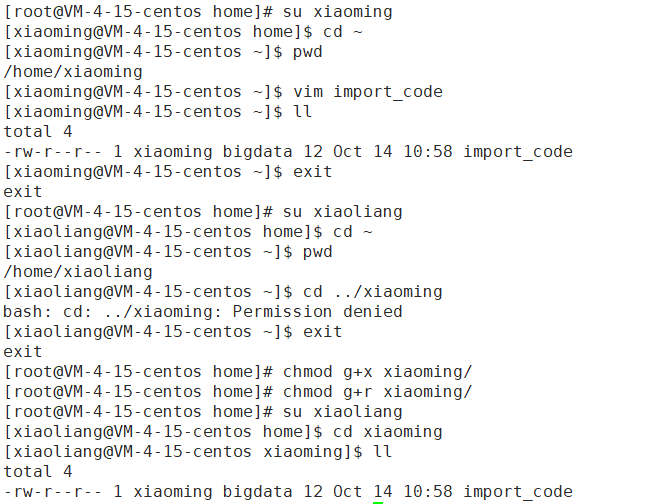 [root@VM-4-15-centos home]# su xiaoming
[xiaoming@VM-4-15-centos home]$ cd ~
[xiaoming@VM-4-15-centos ~]$ pwd
/home/xiaoming
[xiaoming@VM-4-15-centos ~]$ vim import_code
[xiaoming@VM-4-15-centos ~]$ ll
total 4
-rw-r--r-- 1 xiaoming bigdata 12 Oct 14 10:58 import_code
[xiaoming@VM-4-15-centos ~]$ exit
exit
[root@VM-4-15-centos home]# su xiaoliang
[xiaoliang@VM-4-15-centos home]$ cd ~
[xiaoliang@VM-4-15-centos ~]$ pwd
/home/xiaoliang
[xiaoliang@VM-4-15-centos ~]$ cd ../xiaoming
bash: cd: ../xiaoming: Permission denied
[xiaoliang@VM-4-15-centos ~]$ exit
exit
[root@VM-4-15-centos home]# chmod g+x xiaoming/
[root@VM-4-15-centos home]# chmod g+r xiaoming/
[root@VM-4-15-centos home]# su xiaoliang
[xiaoliang@VM-4-15-centos home]$ cd xiaoming
[xiaoliang@VM-4-15-centos xiaoming]$ ll
total 4
-rw-r--r-- 1 xiaoming bigdata 12 Oct 14 10:58 import_code